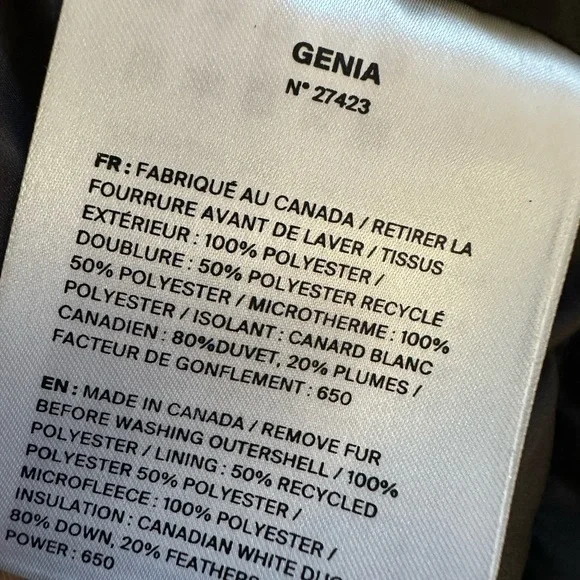 GENIA
N° 27423
FR : FABRIQUÉ AU CANADA / RETIRER LA
FOURRURE AVANT DE LAVER / TISSUS
EXTÉRIEUR : 100% POLYESTER /
DOUBLURE : 50% POLYESTER RECYCLÉ
50% POLYESTER / MICROTHERME : 100%
POLYESTER / ISOLANT : CANARD BLANC
CANADIEN : 80%DUVET, 20% PLUMES /
FACTEUR DE GONFLEMENT : 650
EN : MADE IN CANADA / REMOVE FUR
BEFORE WASHING OUTERSHELL / 100%
POLYESTER / LINING : 50% RECYCLED
POLYESTER 50% POLYESTER /
MICROFLEECE : 100% POLYESTER /
INSULATION : CANADIAN WHITE
80% DOWN, 20% FEATHERS
POWER : 650